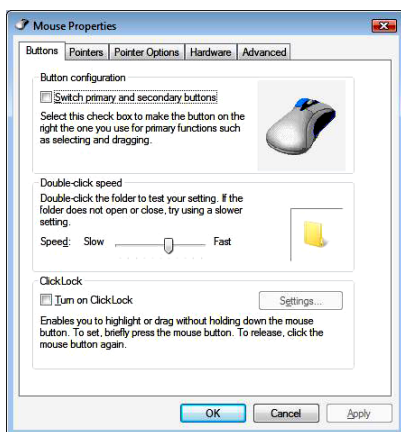 Mouse Properties
Buttons Pointers Pointer Options Hardware Advanced
Button configuration
Switch primary and secondary buttons
Select this check box to make the button on the
right the one you use for primary functions such
as selecting and dragging.
Double-click speed
Double-click the folder to test your setting. If the
folder does not open or close, try using a slower
setting.
Speed: Slow Fast
ClickLock
Turn on ClickLock Settings...
Enables you to highlight or drag without holding down the mouse
button. To set, briefly press the mouse button. To release, click the
mouse button again.
OK Cancel Apply